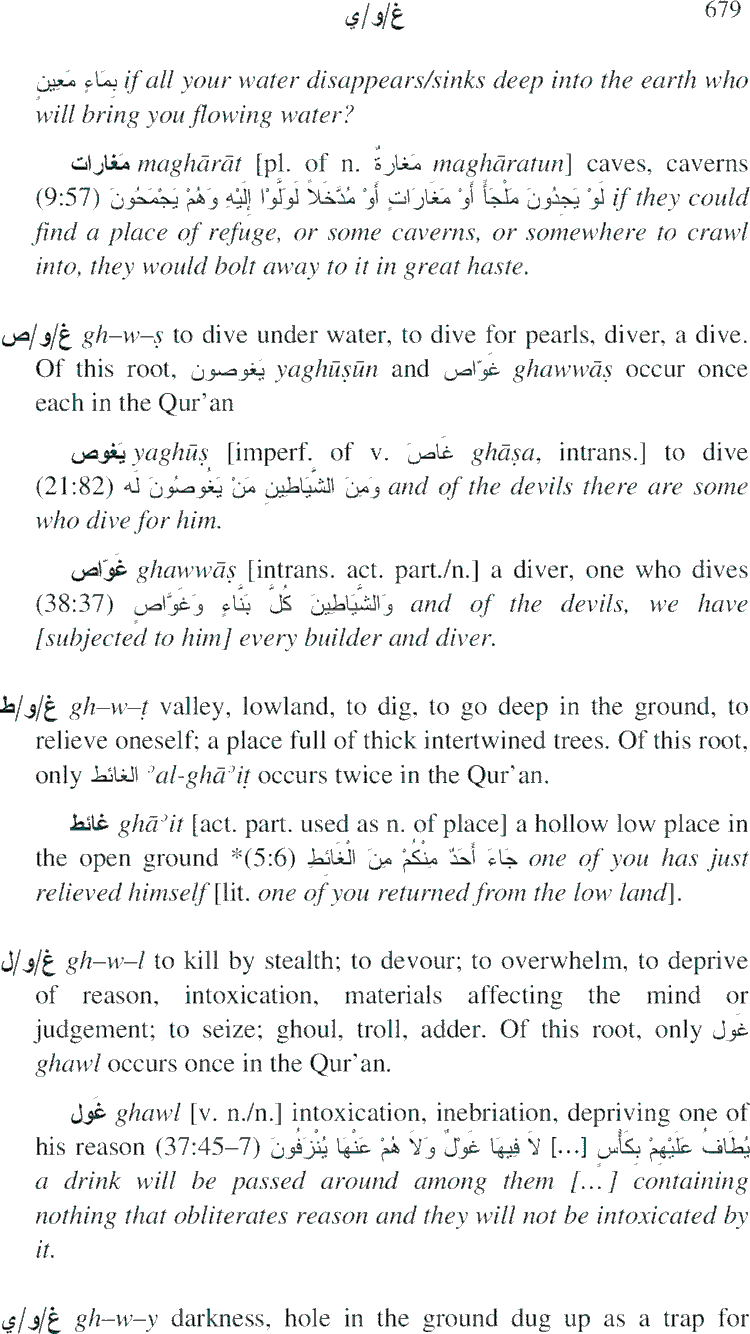 غ/و/ي 679
بِمَاءٍ مَعِينٍ if all your water disappears/sinks deep into the earth who
will bring you flowing water?
مَغارات maghārāt [pl. of n. مَغارةٌ maghāratun] caves, caverns
(9:57) لَوْ يَجِدُونَ مَلْجَأً أَوْ مَغَارَاتٍ أَوْ مُدَّخَلاً لَوَلَّوْا إِلَيْهِ وَهُمْ يَجْمَحُونَ if they could
find a place of refuge, or some caverns, or somewhere to crawl
into, they would bolt away to it in great haste.
غ/و/ص gh–w–ṣ to dive under water, to dive for pearls, diver, a dive.
Of this root, يَغوصون yaghūṣūn and غَوّاص ghawwāṣ occur once
each in the Qur’an
يَغوص yaghūṣ [imperf. of v. غَاصَ ghāṣa, intrans.] to dive
(21:82) وَمِنَ الشَّيَاطينِ مَنْ يَغُوصُونَ لَه and of the devils there are some
who dive for him.
غَوّاص ghawwāṣ [intrans. act. part./n.] a diver, one who dives
(38:37) وَالشَّيَاطِينَ كُلَّ بَنَّاءٍ وَغَوَّاصٍ and of the devils, we have
[subjected to him] every builder and diver.
غ/و/ط gh–w–ṭ valley, lowland, to dig, to go deep in the ground, to
relieve oneself; a place full of thick intertwined trees. Of this root,
only الغائط ʾal-ghāʾiṭ occurs twice in the Qur’an.
غائط ghāʾit [act. part. used as n. of place] a hollow low place in
the open ground *(5:6) جَاءَ أَحَدٌ مِنْكُمْ مِنَ الْغَائِطِ one of you has just
relieved himself [lit. one of you returned from the low land].
غ/و/ل gh–w–l to kill by stealth; to devour; to overwhelm, to deprive
of reason, intoxication, materials affecting the mind or
judgement; to seize; ghoul, troll, adder. Of this root, only غَول
ghawl occurs once in the Qur’an.
غَول ghawl [v. n./n.] intoxication, inebriation, depriving one of
his reason (37:45–7) يُطَافُ عَلَيْهِمْ بِكَأْسٍ [...] لاَ فِيهَا غَوْلٌ وَلاَ هُمْ عَنْهَا يُنْزَفُونَ
a drink will be passed around among them [...] containing
nothing that obliterates reason and they will not be intoxicated by
it.
غ/و/ي gh–w–y darkness, hole in the ground dug up as a trap for